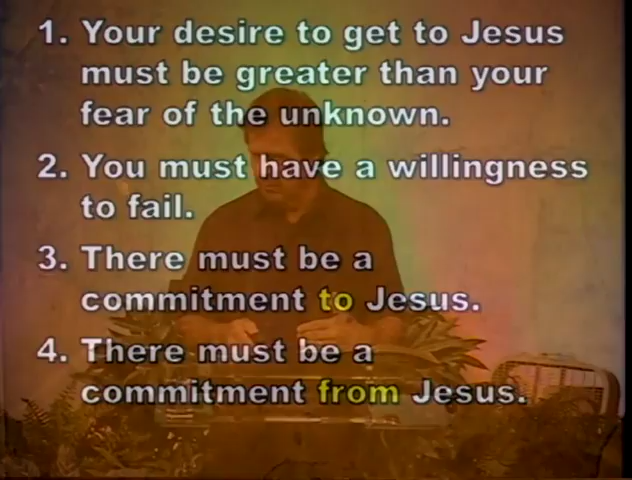 1. Your desire to get to Jesus
must be greater than your
fear of the unknown.
2. You must have a willingness
to fail.
3. There must be a
commitment to Jesus.
4. There must be a
commitment from Jesus.